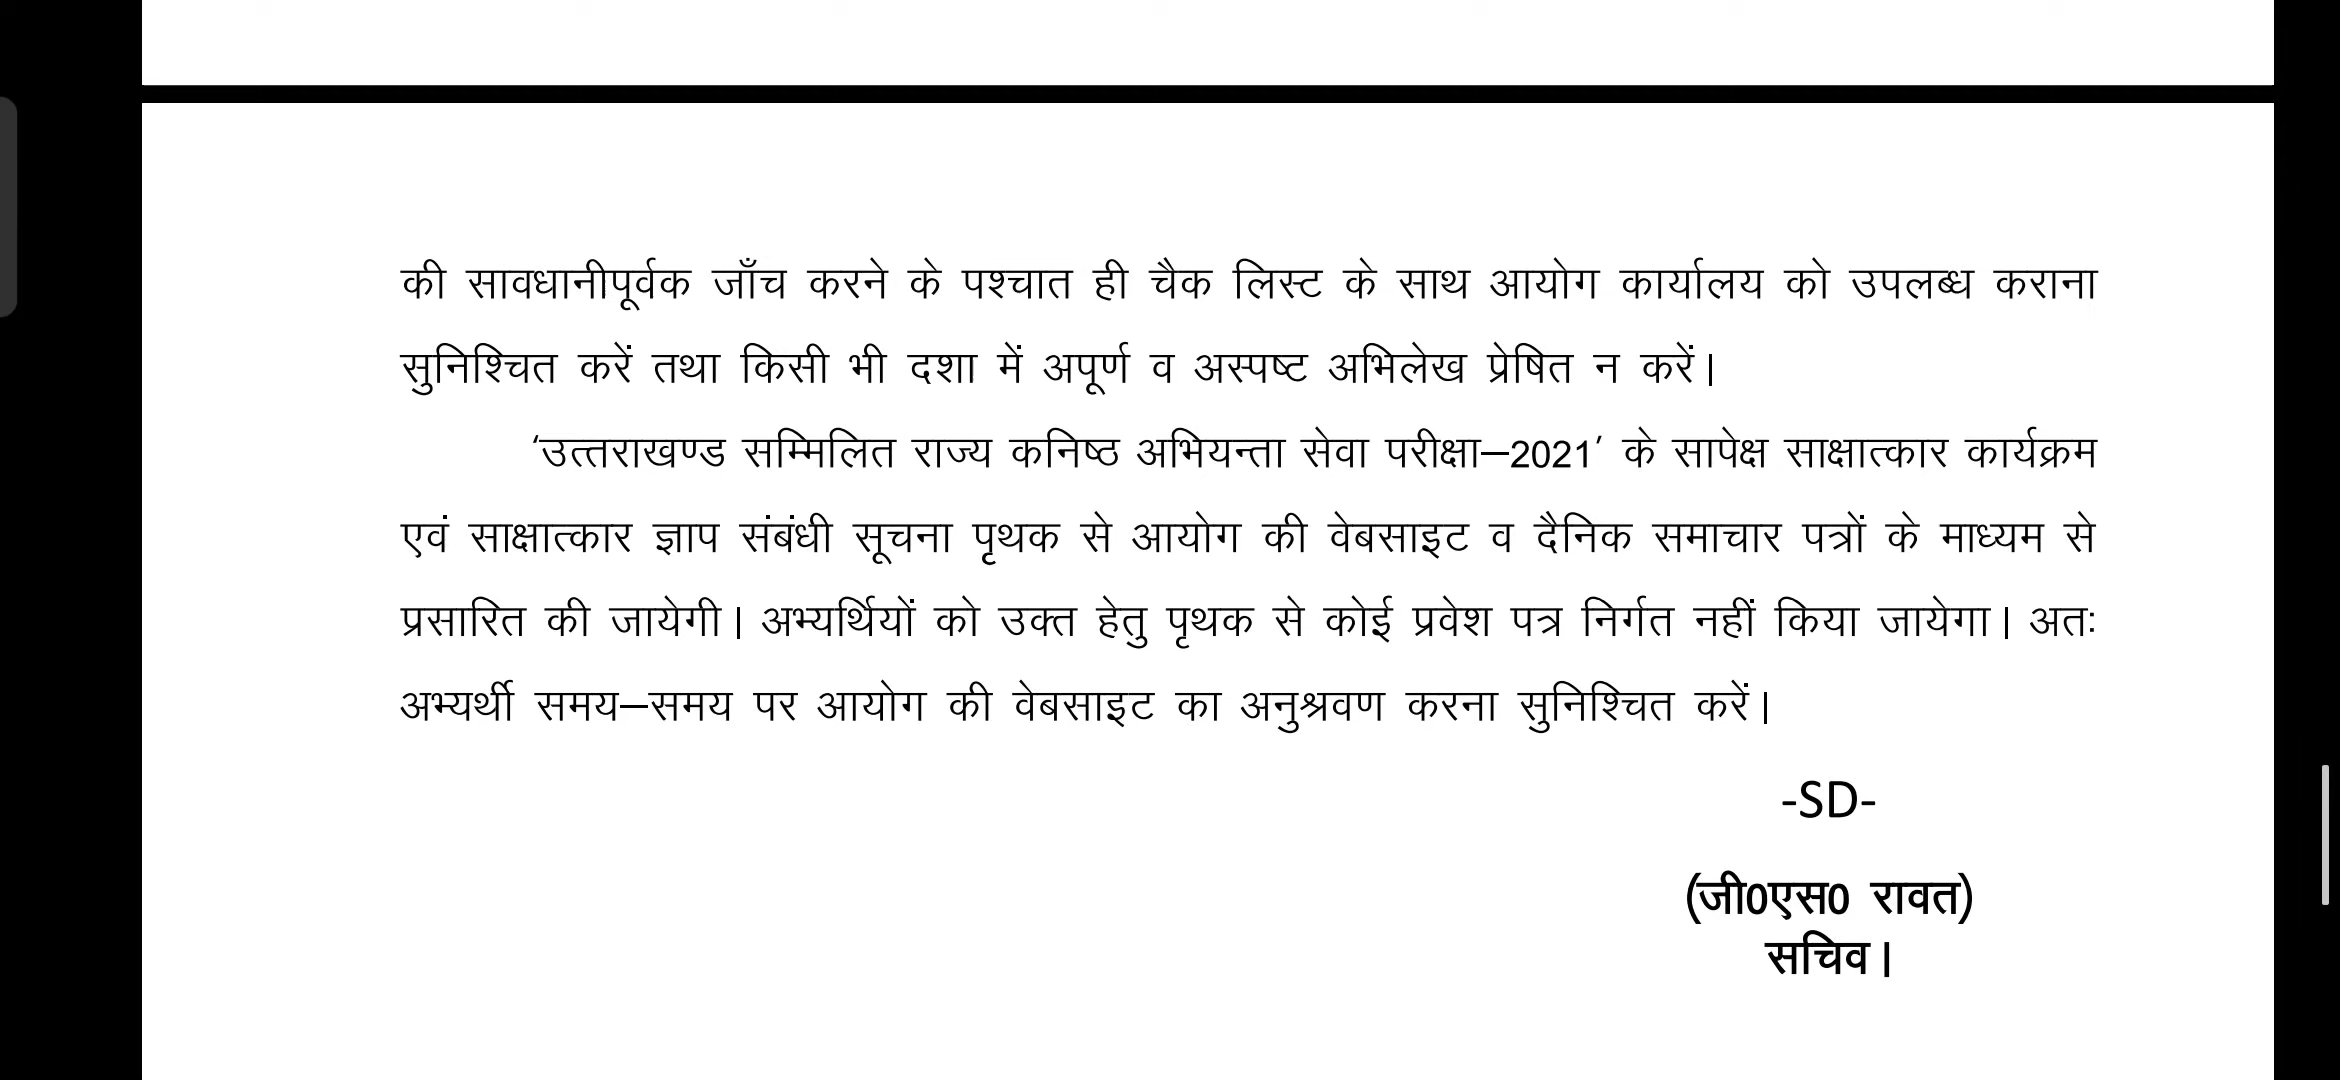 की सावधानीपूर्वक जाँच करने के पश्चात ही चैक लिस्ट के साथ आयोग कार्यालय को उपलब्ध कराना
सुनिश्चित करें तथा किसी भी दशा में अपूर्ण व अस्पष्ट अभिलेख प्रेषित न करें।
‘उत्तराखण्ड सम्मिलित राज्य कनिष्ठ अभियन्ता सेवा परीक्षा–2021’ के सापेक्ष साक्षात्कार कार्यक्रम
एवं साक्षात्कार ज्ञाप संबंधी सूचना पृथक से आयोग की वेबसाइट व दैनिक समाचार पत्रों के माध्यम से
प्रसारित की जायेगी। अभ्यर्थियों को उक्त हेतु पृथक से कोई प्रवेश पत्र निर्गत नहीं किया जायेगा। अतः
अभ्यर्थी समय–समय पर आयोग की वेबसाइट का अनुश्रवण करना सुनिश्चित करें।
-SD-
(जी0एस0 रावत)
सचिव।